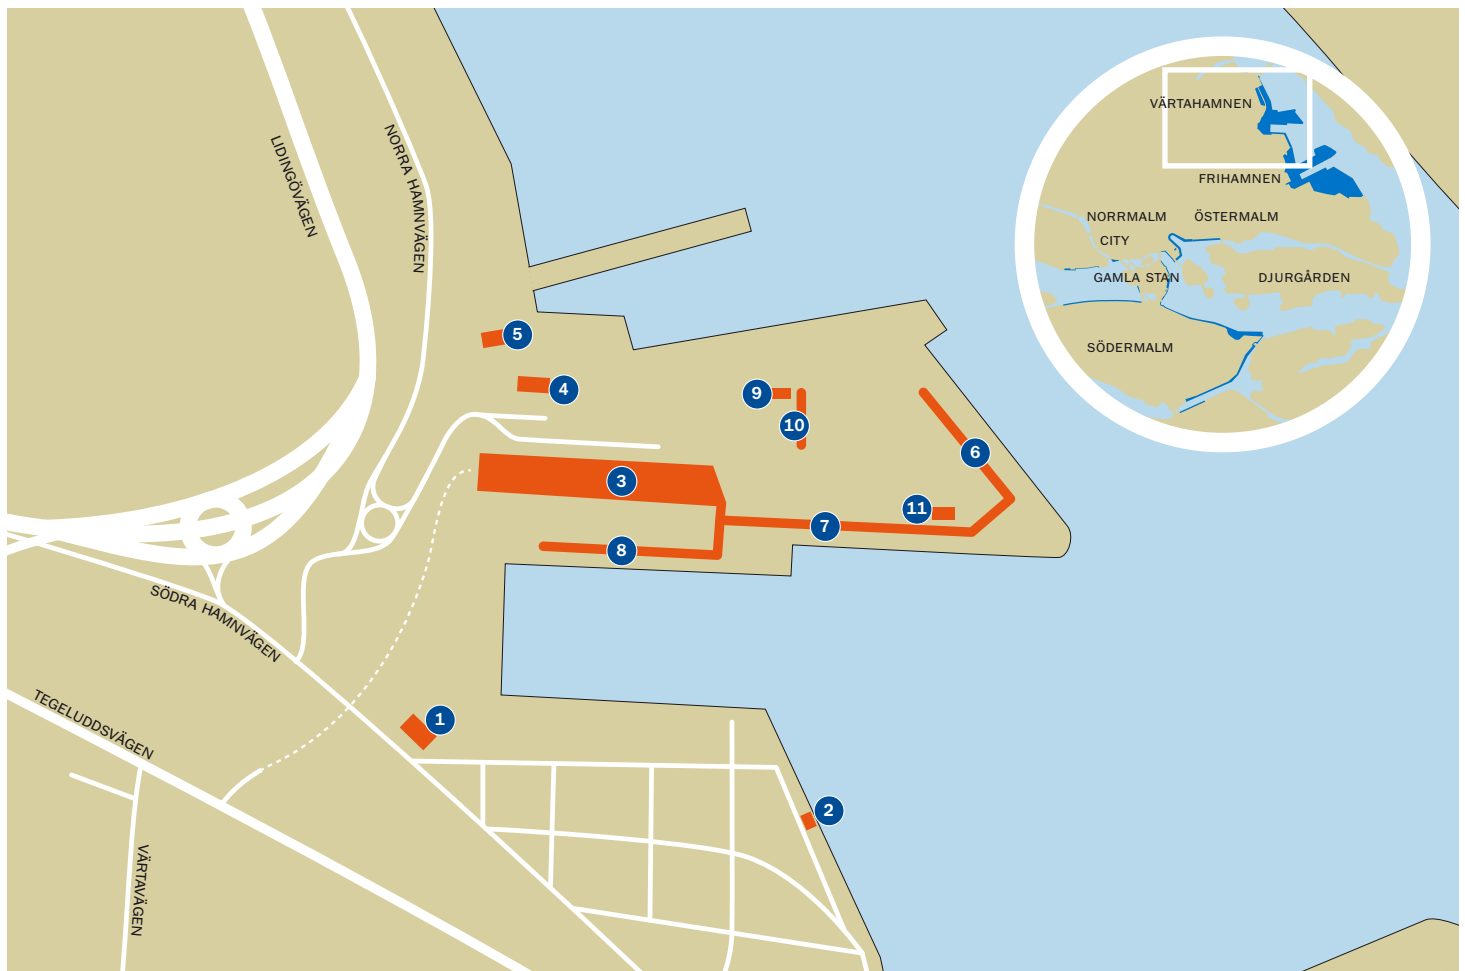 VÄRTAHAMNEN
FRIHAMNEN
NORRMALM
ÖSTERMALM
CITY
GAMLA STAN
DJURGÅRDEN
SÖDERMALM
LIDINGÖVÄGEN
NORRA HAMNVÄGEN
5
4
9
10
6
3
11
7
8
SÖDRA HAMNVÄGEN
TEGELUDDSVÄGEN
1
2
VÄRTAVÄGEN